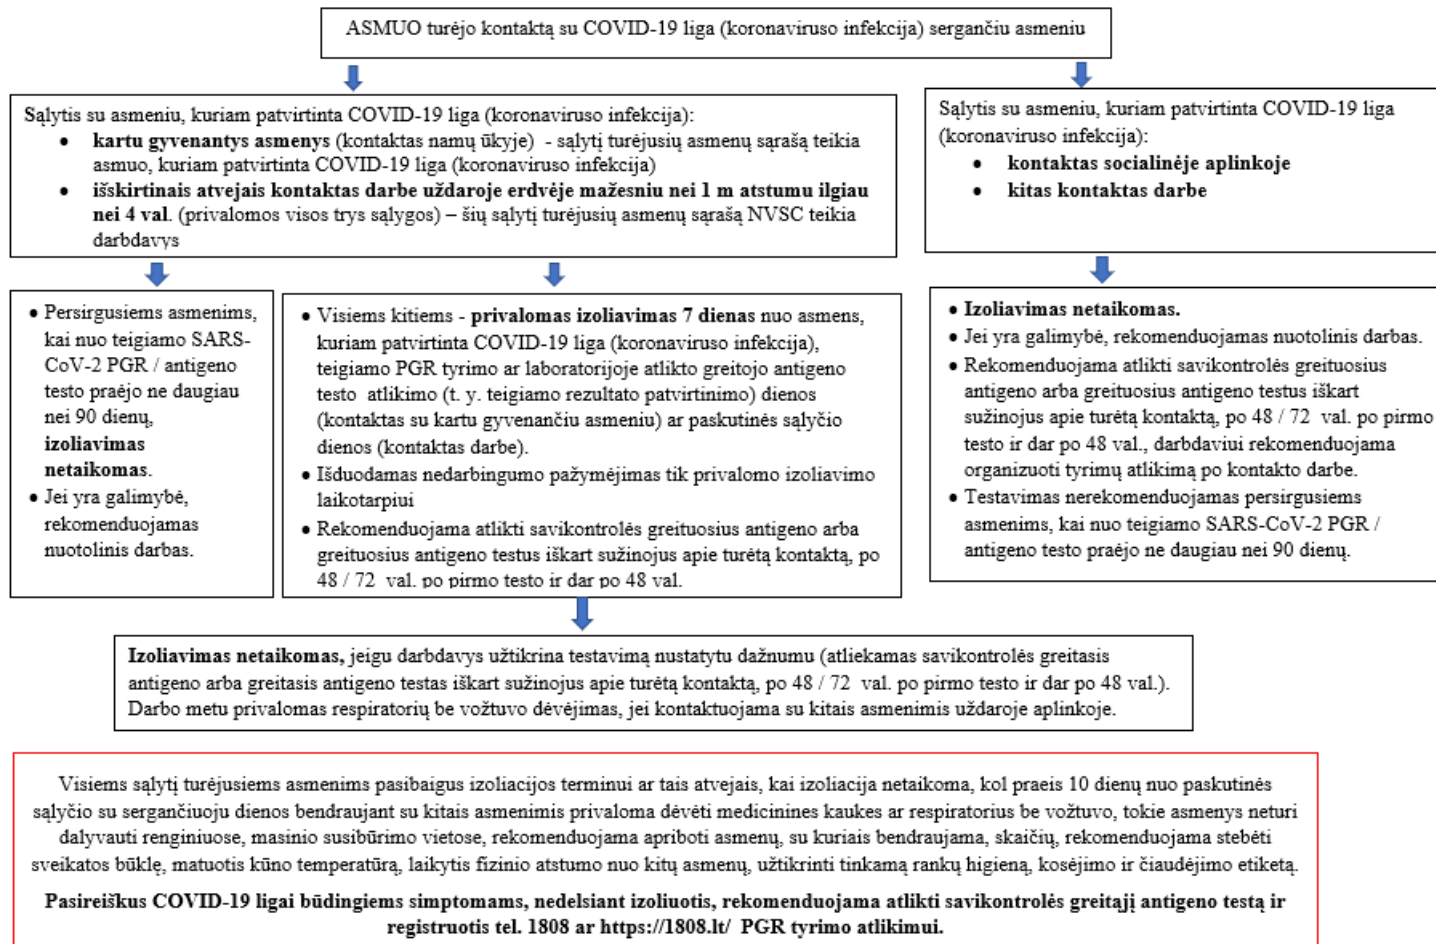 ASMUO turėjo kontaktą su COVID-19 liga (koronaviruso infekcija) sergančiu asmeniu
Sąlytis su asmeniu, kuriam patvirtinta COVID-19 liga (koronaviruso infekcija):
• kartu gyvenantys asmenys (kontaktas namų ūkyje) - sąlytį turėjusių asmenų sąrašą teikia
asmuo, kuriam patvirtinta COVID-19 liga (koronaviruso infekcija)
• išskirtinais atvejais kontaktas darbe uždaroje erdvėje mažesniu nei 1 m atstumu ilgiau
nei 4 val. (privalomos visos trys sąlygos) – šių sąlytį turėjusių asmenų sąrašą NVSC teikia
darbdavys
Sąlytis su asmeniu, kuriam patvirtinta COVID-19 liga
(koronaviruso infekcija):
• kontaktas socialinėje aplinkoje
• kitas kontaktas darbe
• Persirgusiems asmenims,
kai nuo teigiamo SARS-
CoV-2 PGR / antigeno
testo praėjo ne daugiau
nei 90 dienų,
izoliavimas
netaikomas.
• Jei yra galimybė,
rekomenduojamas
nuotolinis darbas.
• Visiems kitiems - privalomas izoliavimas 7 dienas nuo asmens,
kuriam patvirtinta COVID-19 liga (koronaviruso infekcija),
teigiamo PGR tyrimo ar laboratorijoje atlikto greitojo antigeno
testo atlikimo (t. y. teigiamo rezultato patvirtinimo) dienos
(kontaktas su kartu gyvenančiu asmeniu) ar paskutinės sąlyčio
dienos (kontaktas darbe).
• Išduodamas nedarbingumo pažymėjimas tik privalomo izoliavimo
laikotarpiui
• Rekomenduojama atlikti savikontrolės greituosius antigeno arba
greituosius antigeno testus iškart sužinojus apie turėtą kontaktą, po
48 / 72 val. po pirmo testo ir dar po 48 val.
• Izoliavimas netaikomas.
• Jei yra galimybė, rekomenduojamas nuotolinis darbas.
• Rekomenduojama atlikti savikontrolės greituosius
antigeno arba greituosius antigeno testus iškart
sužinojus apie turėtą kontaktą, po 48 / 72 val. po pirmo
testo ir dar po 48 val., darbdaviui rekomenduojama
organizuoti tyrimų atlikimą po kontakto darbe.
• Testavimas nerekomenduojamas persirgusiems
asmenims, kai nuo teigiamo SARS-CoV-2 PGR /
antigeno testo praėjo ne daugiau nei 90 dienų.
Izoliavimas netaikomas, jeigu darbdavys užtikrina testavimą nustatytu dažnumu (atliekamas savikontrolės greitasis
antigeno arba greitasis antigeno testas iškart sužinojus apie turėtą kontaktą, po 48 / 72 val. po pirmo testo ir dar po 48 val.).
Darbo metu privalomas respiratorių be vožtuvo dėvėjimas, jei kontaktuojama su kitais asmenimis uždaroje aplinkoje.
Visiems sąlytį turėjusiems asmenims pasibaigus izoliacijos terminui ar tais atvejais, kai izoliacija netaikoma, kol praeis 10 dienų nuo paskutinės
sąlyčio su sergančiuoju dienos bendraujant su kitais asmenimis privaloma dėvėti medicinines kaukes ar respiratorius be vožtuvo, tokie asmenys neturi
dalyvauti renginiuose, masinio susibūrimo vietose, rekomenduojama apriboti asmenų, su kuriais bendraujama, skaičių, rekomenduojama stebėti
sveikatos būklę, matuotis kūno temperatūrą, laikytis fizinio atstumo nuo kitų asmenų, užtikrinti tinkamą rankų higieną, kosėjimo ir čiaudėjimo etiketą.
Pasireiškus COVID-19 ligai būdingiems simptomams, nedelsiant izoliuotis, rekomenduojama atlikti savikontrolės greitąjį antigeno testą ir
registruotis tel. 1808 ar https://1808.lt/ PGR tyrimo atlikimui.